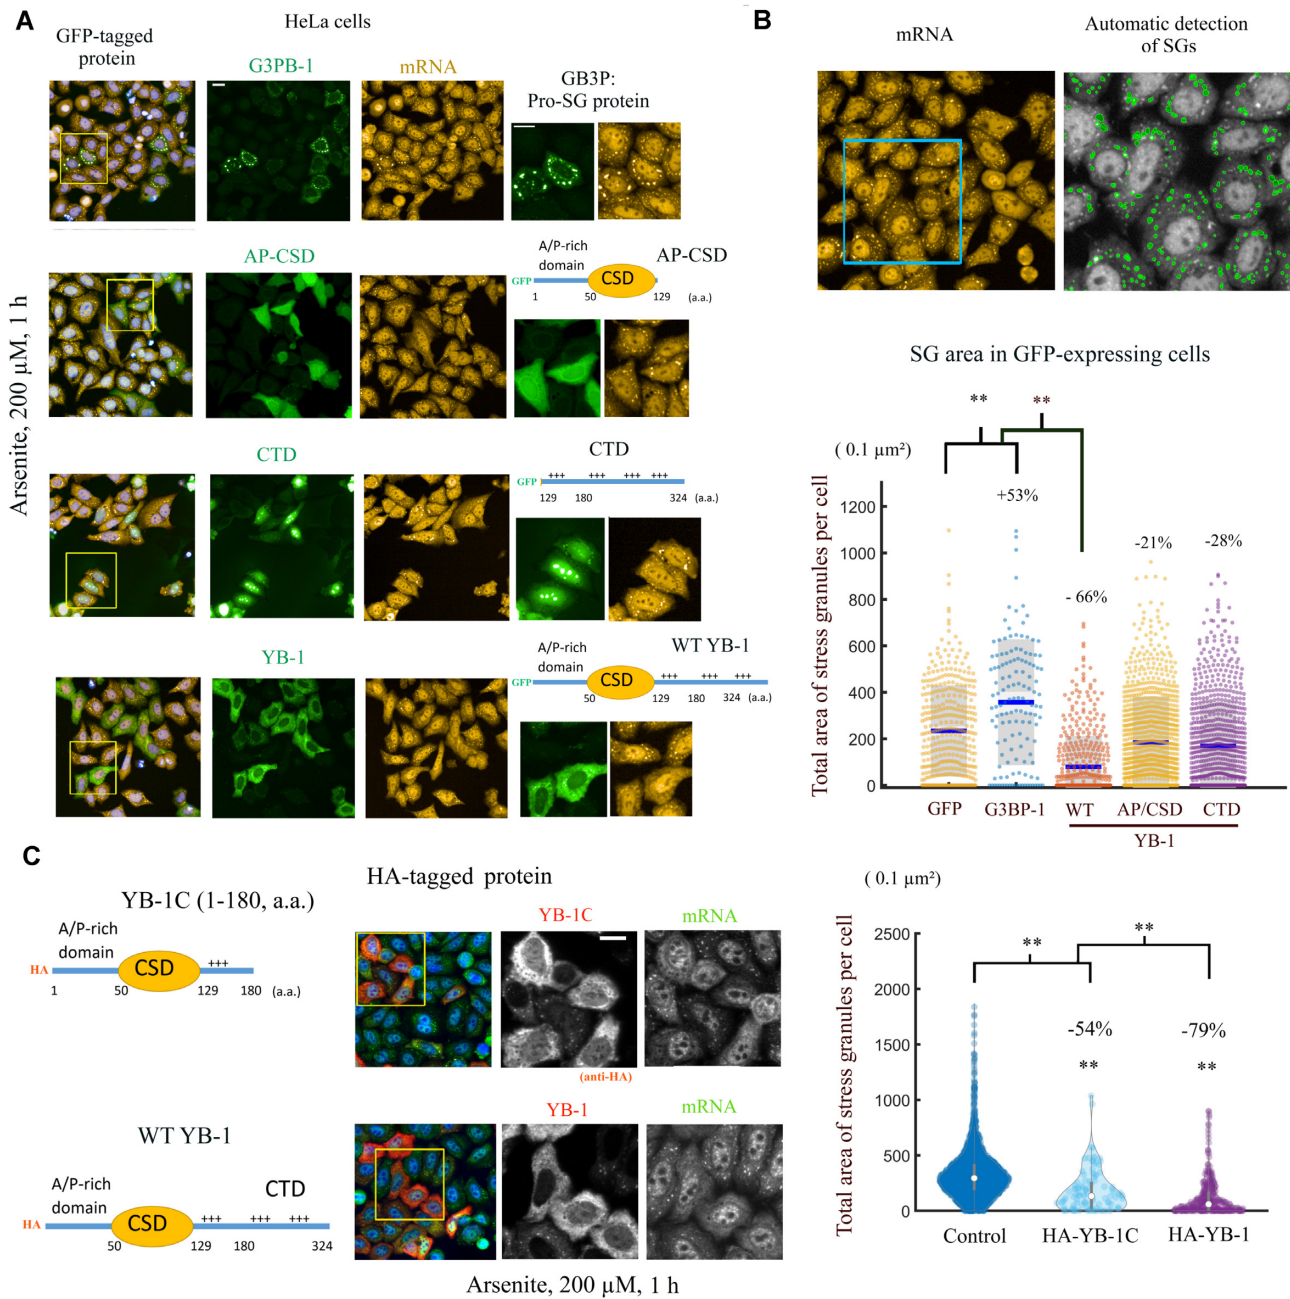 A
HeLa cells
GFP-tagged
protein
G3PB-1
mRNA
GB3P:
Pro-SG protein
Arsenite, 200 µM, 1 h
AP-CSD
A/P-rich
domain
AP-CSD
GFP
CSD
1 50 129 (a.a.)
CTD
CTD
+++ +++ +++ +++
GFP
129 180 324 (a.a.)
YB-1
A/P-rich
domain
WT YB-1
GFP
CSD
+++ +++ +++
50 129 180 324 (a.a.)
B
mRNA
Automatic detection
of SGs
SG area in GFP-expressing cells
** **
( 0.1 µm²)
+53%
- 66%
-21%
-28%
Total area of stress granules per cell
1200
1000
800
600
400
200
0
GFP G3BP-1 WT AP/CSD CTD
YB-1
C
YB-1C (1-180, a.a.)
A/P-rich
domain
HA
CSD
+++
1 50 129 180 (a.a.)
WT YB-1
A/P-rich
domain
CTD
HA
CSD
+++ +++ +++
50 129 180 324
HA-tagged protein
YB-1C
mRNA
(anti-HA)
YB-1
mRNA
Arsenite, 200 µM, 1 h
( 0.1 µm²)
Total area of stress granules per cell
2500
2000
1500
1000
500
0
** **
-54% -79%
** **
Control HA-YB-1C HA-YB-1